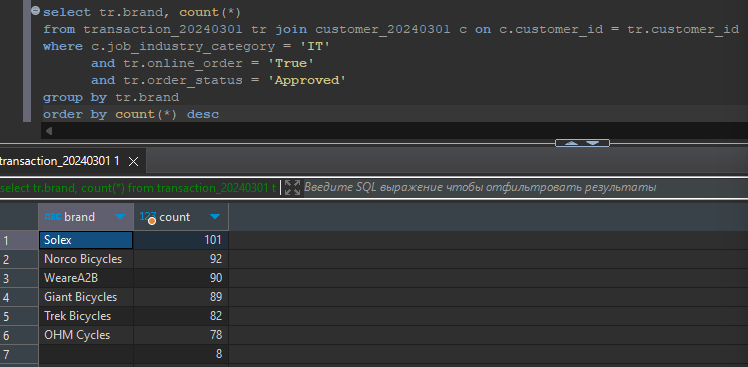 select tr.brand, count(*)
from transaction_20240301 tr join customer_20240301 c on c.customer_id = tr.customer_id
where c.job_industry_category = 'IT'
and tr.online_order = 'True'
and tr.order_status = 'Approved'
group by tr.brand
order by count(*) desc
transaction_20240301 1
select tr.brand, count(*) from transaction_20240301 t Введите SQL выражение чтобы отфильтровать результаты
ABC brand 123 count
1 Solex 101
2 Norco Bicycles 92
3 WeareA2B 90
4 Giant Bicycles 89
5 Trek Bicycles 82
6 OHM Cycles 78
7 8